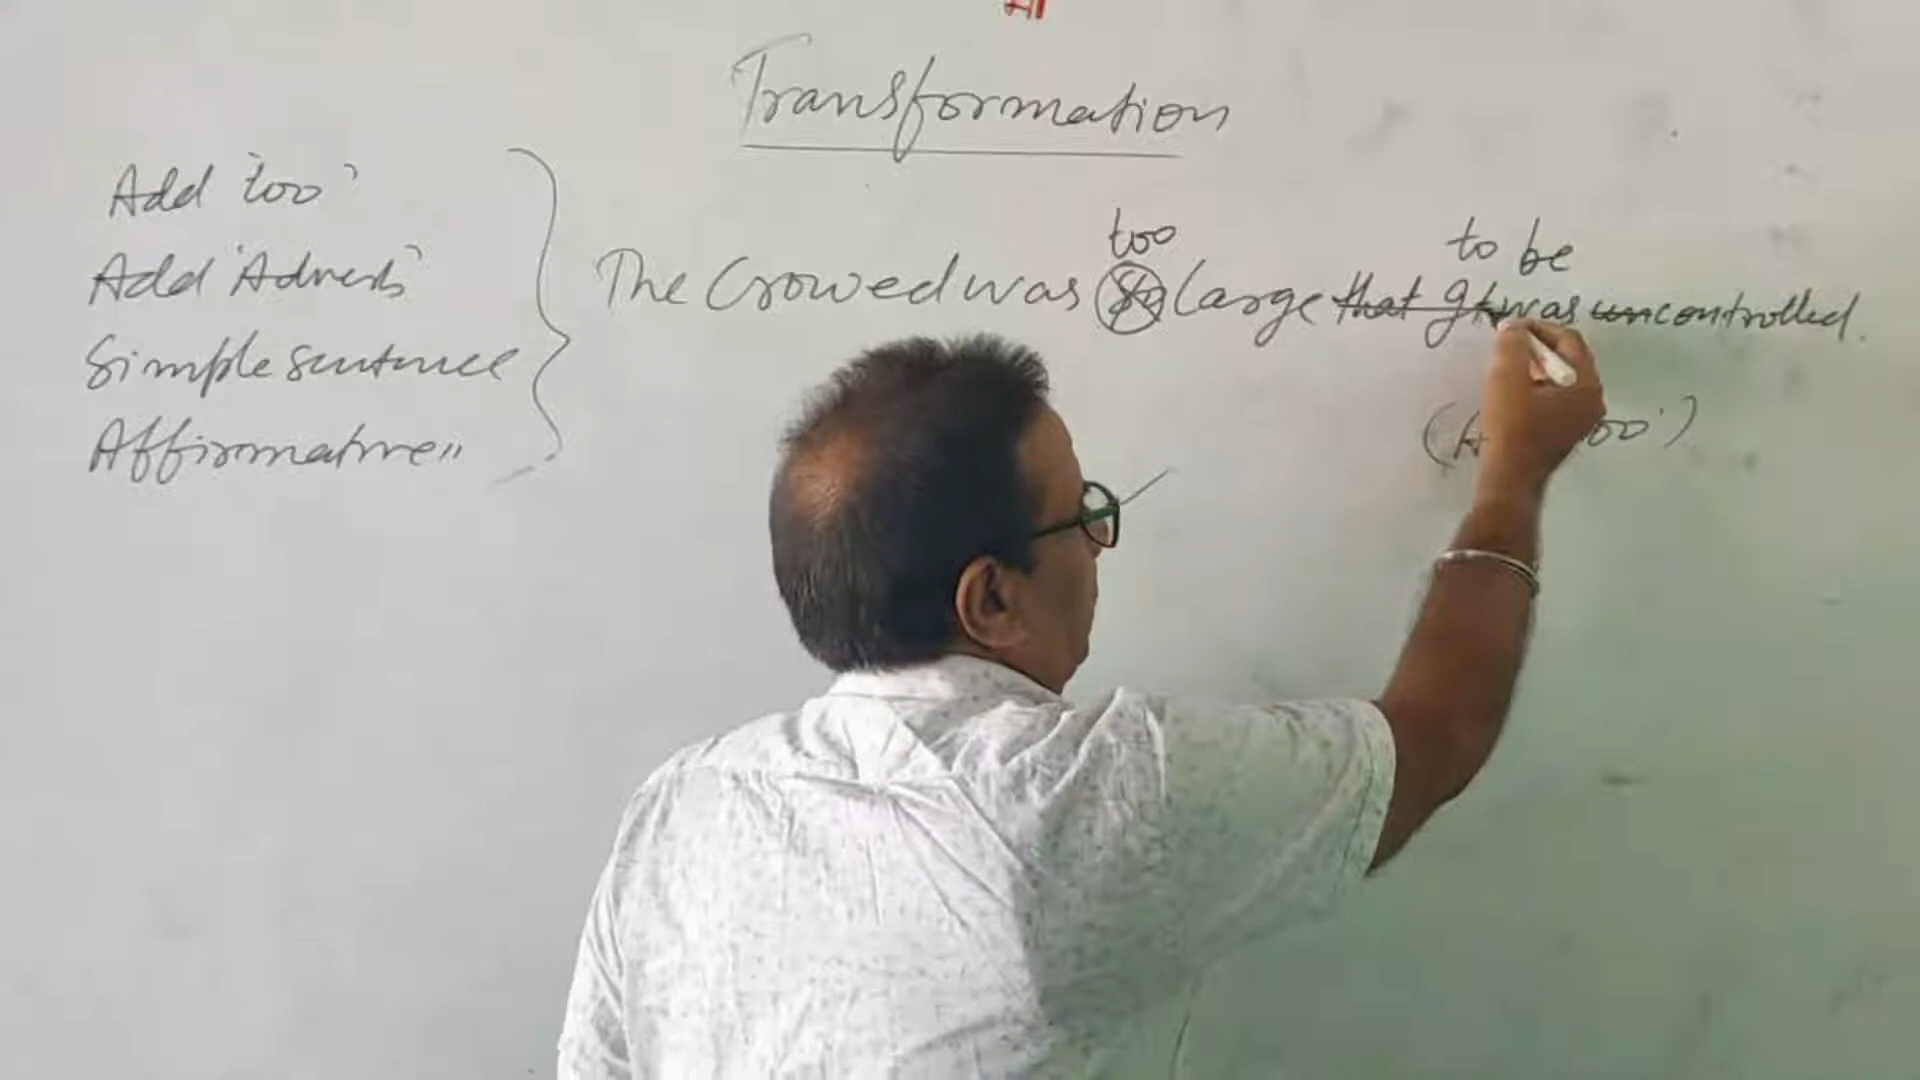 मा
Transformation
Add 'too'
Add 'Adverb'
Simple sentence
Affirmative"
too to be
The Crowed was so large that It was uncontrolled.